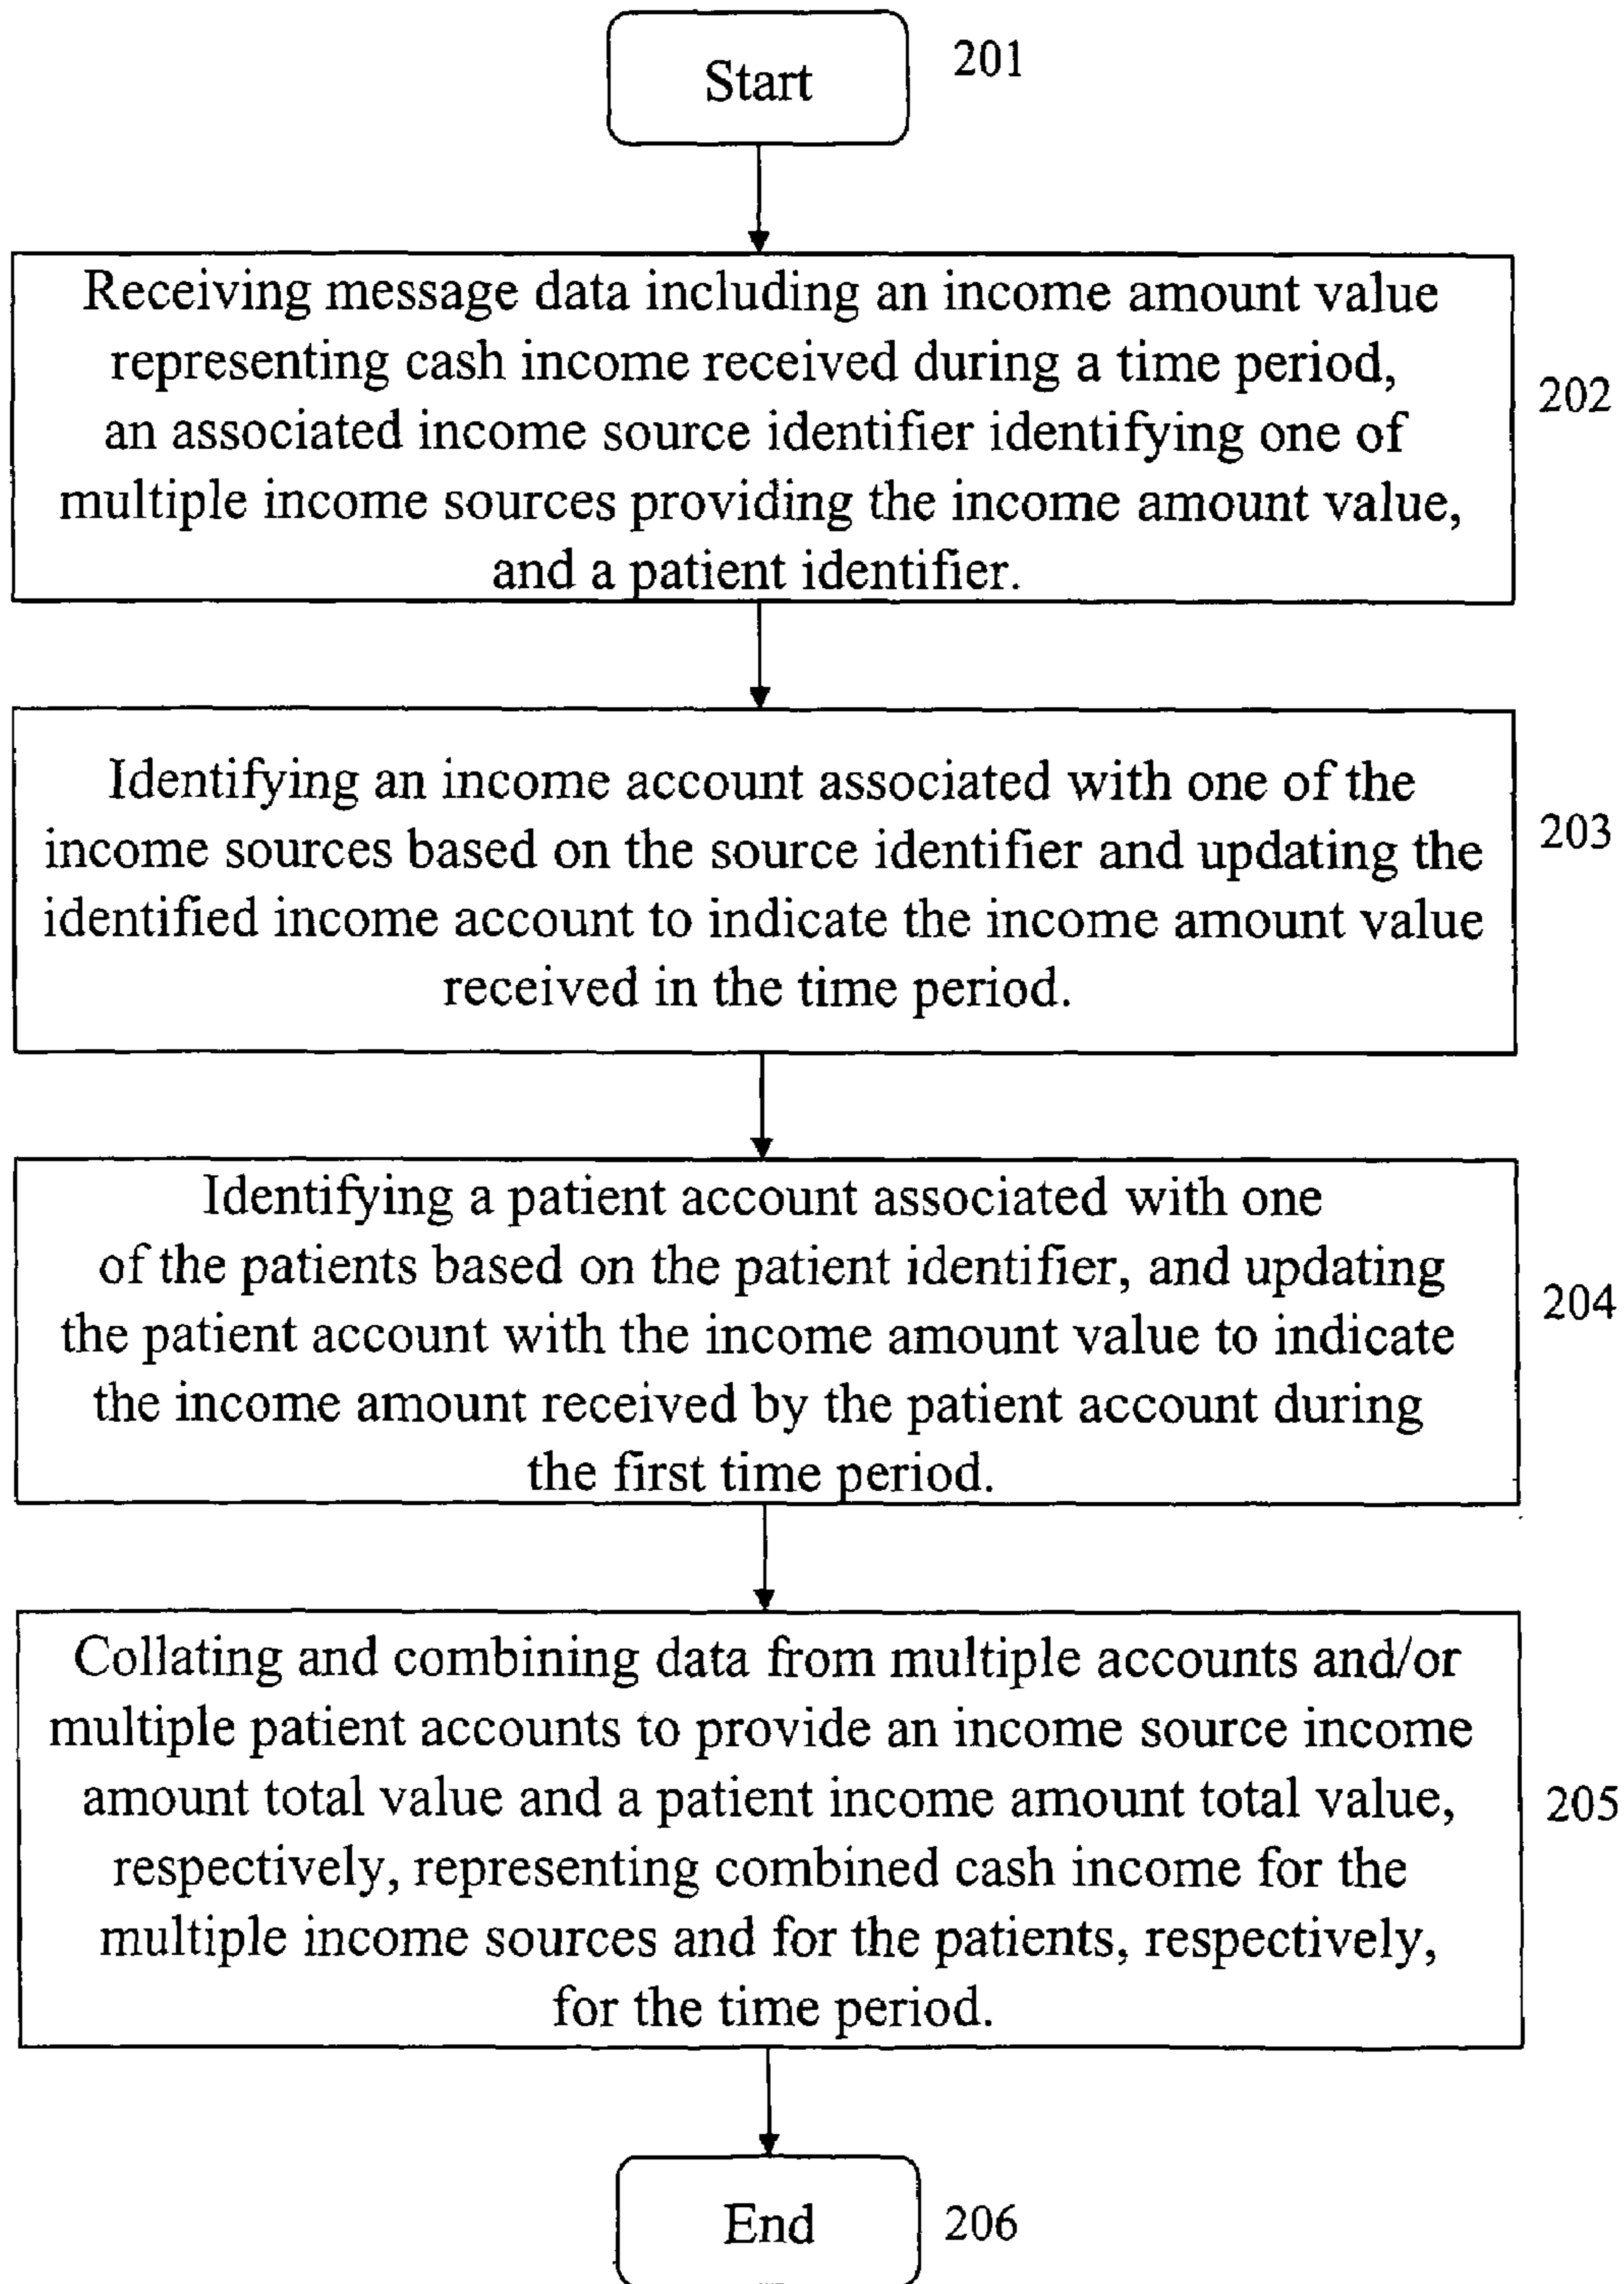 Start
201
Receiving message data including an income amount value
representing cash income received during a time period,
an associated income source identifier identifying one of
multiple income sources providing the income amount value,
and a patient identifier.
202
Identifying an income account associated with one of the
income sources based on the source identifier and updating the
identified income account to indicate the income amount value
received in the time period.
203
Identifying a patient account associated with one
of the patients based on the patient identifier, and updating
the patient account with the income amount value to indicate
the income amount received by the patient account during
the first time period.
204
Collating and combining data from multiple accounts and/or
multiple patient accounts to provide an income source income
amount total value and a patient income amount total value,
respectively, representing combined cash income for the
multiple income sources and for the patients, respectively,
for the time period.
205
End
206